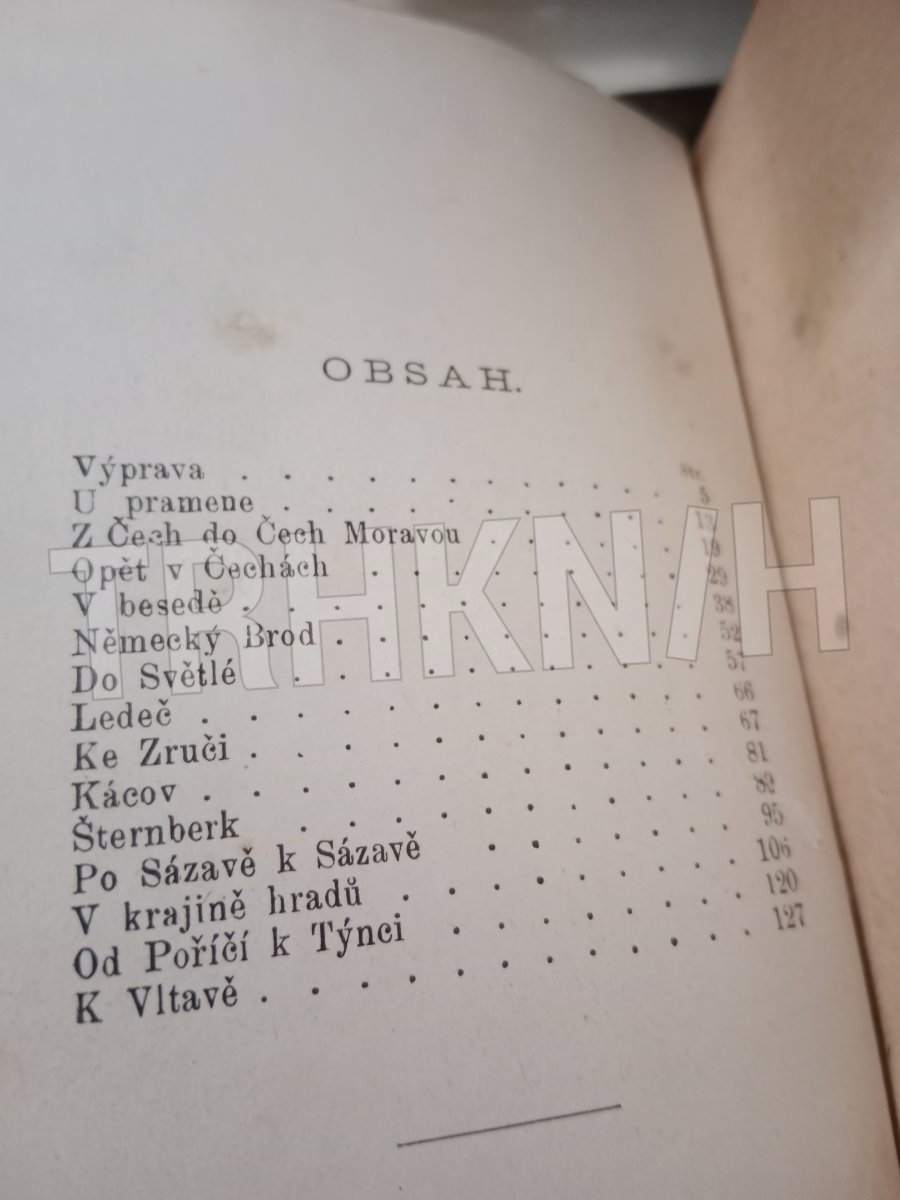 OBSAH.
Str.
Výprava . . . . . . . . . . 5
U pramene . . . . . . . . . 13
Z Čech do Čech Moravou . . . . . 19
Opět v Čechách . . . . . . . . 29
V besedě . . . . . . . . . . 38
Německý Brod . . . . . . . . 52
Do Světlé . . . . . . . . . 57
Ledeč . . . . . . . . . . . 66
Ke Zruči . . . . . . . . . . 67
Kácov . . . . . . . . . . . 81
Šternberk . . . . . . . . . 89
Po Sázavě k Sázavě . . . . . . 95
V krajině hradů . . . . . . . . 106
Od Poříčí k Týnci . . . . . . . 120
K Vltavě . . . . . . . . . . 127
TRHKNIH